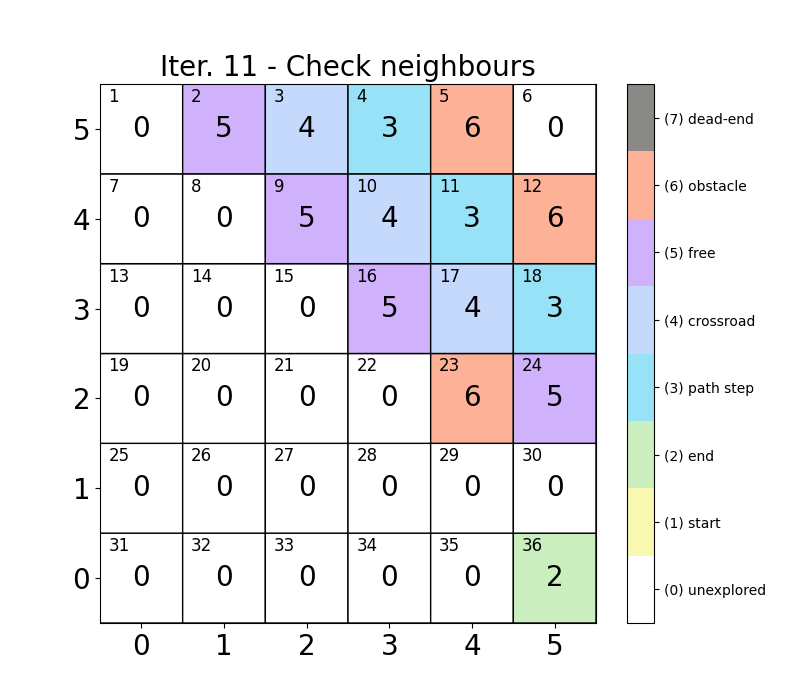 Iter. 11 - Check neighbours
1 2 3 4 5 6
5 0 5 4 3 6 0
7 8 9 10 11 12
4 0 0 5 4 3 6
13 14 15 16 17 18
3 0 0 0 5 4 3
19 20 21 22 23 24
2 0 0 0 0 6 5
25 26 27 28 29 30
1 0 0 0 0 0 0
31 32 33 34 35 36
0 0 0 0 0 0 2
0 1 2 3 4 5
(7) dead-end
(6) obstacle
(5) free
(4) crossroad
(3) path step
(2) end
(1) start
(0) unexplored